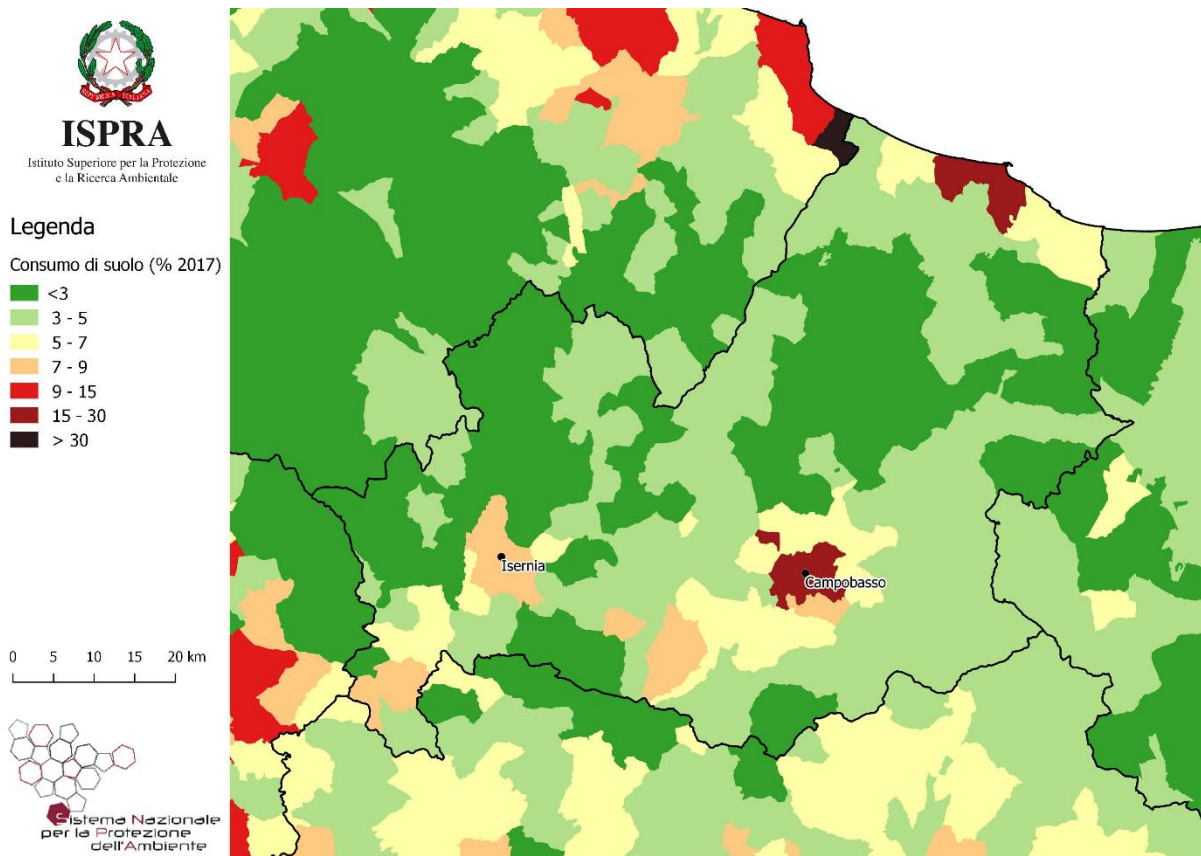 ISPRA
Istituto Superiore per la Protezione
e la Ricerca Ambientale
Legenda
Consumo di suolo (% 2017)
<3
3 - 5
5 - 7
7 - 9
9 - 15
15 - 30
> 30
0 5 10 15 20 km
Sistema Nazionale
per la Protezione
dell'Ambiente
Isernia
Campobasso